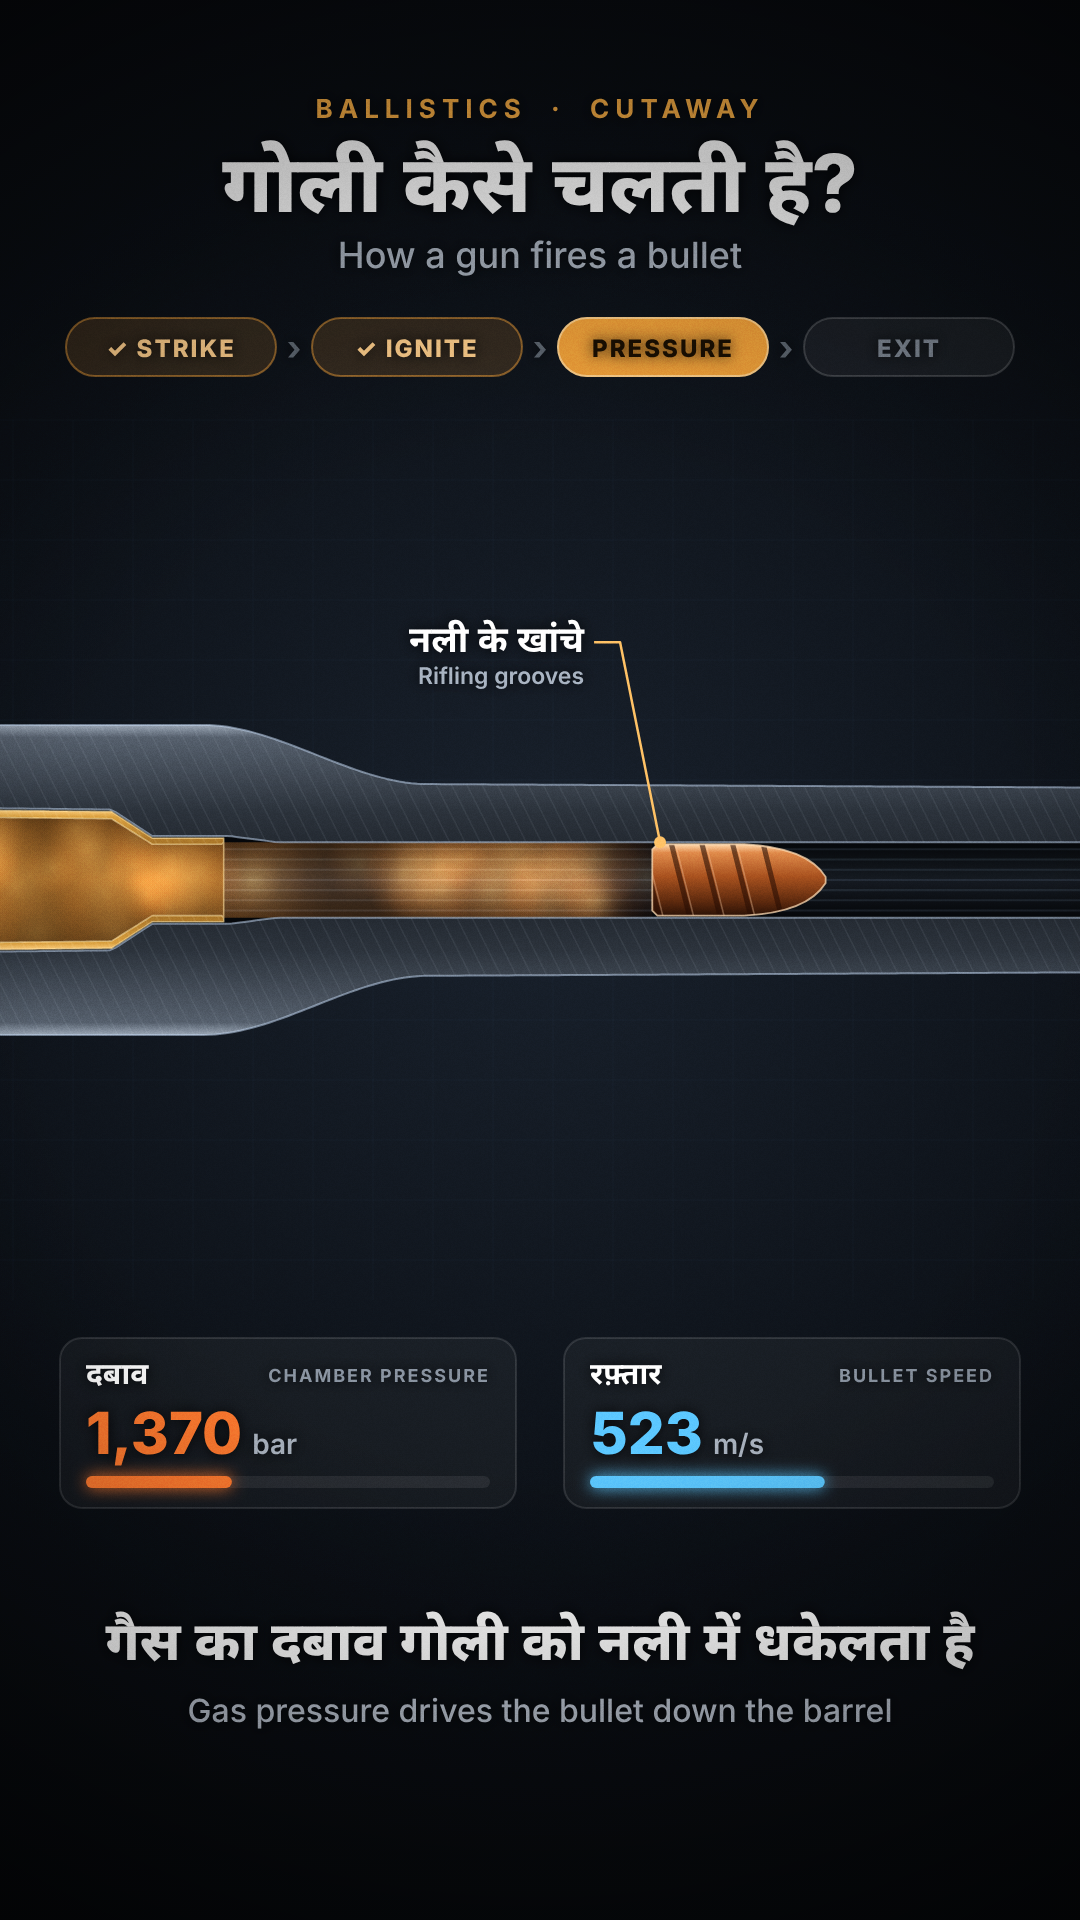 BALLISTICS · CUTAWAY
गोली कैसे चलती है?
How a gun fires a bullet
✓ STRIKE › ✓ IGNITE › PRESSURE › EXIT
नली के खांचे
Rifling grooves
दबाव CHAMBER PRESSURE
1,370 bar
रफ़्तार BULLET SPEED
523 m/s
गैस का दबाव गोली को नली में धकेलता है
Gas pressure drives the bullet down the barrel